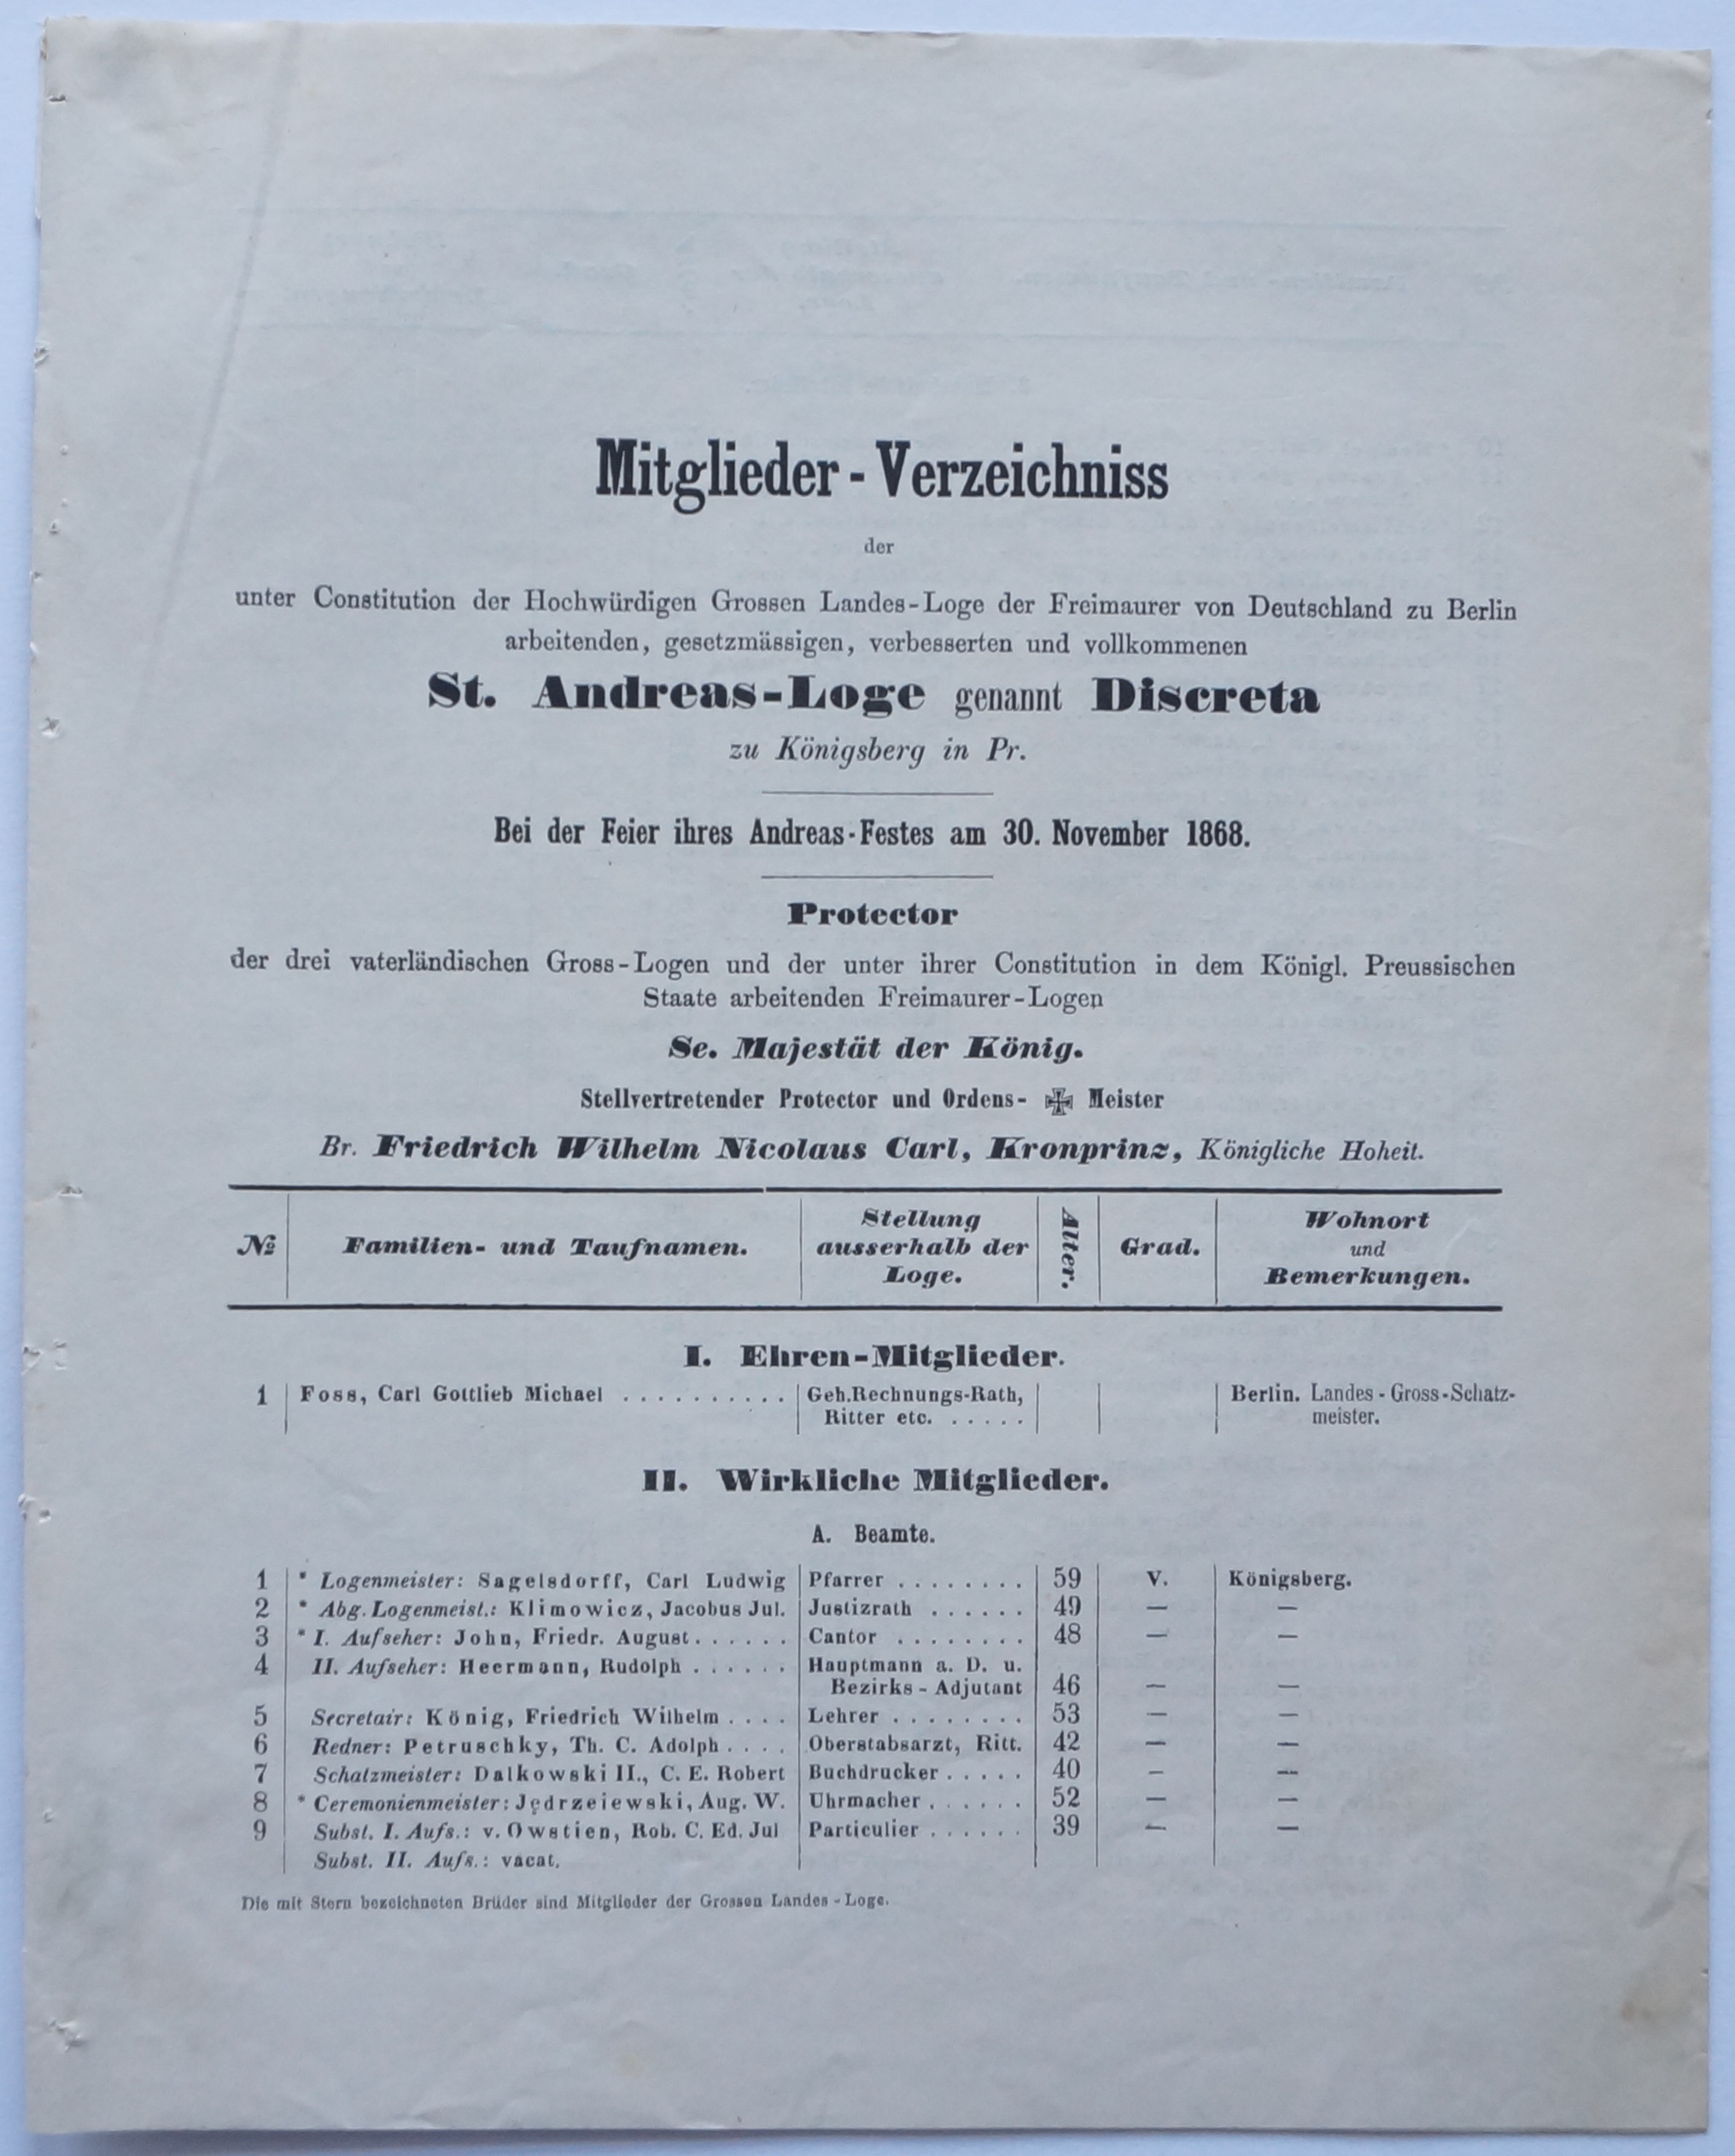 Mitglieder-Verzeichniss
der
unter Constitution der Hochwürdigen Grossen Landes-Loge der Freimaurer von Deutschland zu Berlin
arbeitenden, gesetzmässigen, verbesserten und vollkommenen
St. Andreas-Loge genannt Discreta
zu Königsberg in Pr.
Bei der Feier ihres Andreas-Festes am 30. November 1868.
Protector
der drei vaterländischen Gross-Logen und der unter ihrer Constitution in dem Königl. Preussischen
Staate arbeitenden Freimaurer-Logen
Se. Majestät der König.
Stellvertretender Protector und Ordens- ✠ Meister
Br. Friedrich Wilhelm Nicolaus Carl, Kronprinz, Königliche Hoheit.
№ Familien- und Taufnamen. Stellung ausserhalb der Loge. Alter. Grad. Wohnort und Bemerkungen.
I. Ehren-Mitglieder.
1 Foss, Carl Gottlieb Michael . . . . . . . . . . Geh.Rechnungs-Rath, Berlin. Landes-Gross-Schatz-
Ritter etc. . . . . . meister.
II. Wirkliche Mitglieder.
A. Beamte.
1 * Logenmeister: Sagelsdorff, Carl Ludwig Pfarrer . . . . . . . . 59 V. Königsberg.
2 * Abg. Logenmeist.: Klimowicz, Jacobus Jul. Justizrath . . . . . . 49 — —
3 * I. Aufseher: John, Friedr. August . . . . . . Cantor . . . . . . . . 48 — —
4 II. Aufseher: Heermann, Rudolph . . . . . . Hauptmann a. D. u.
Bezirks-Adjutant 46 — —
5 Secretair: König, Friedrich Wilhelm . . . . Lehrer . . . . . . . . 53 — —
6 Redner: Petruschky, Th. C. Adolph . . . . Oberstabsarzt, Ritt. 42 — —
7 Schatzmeister: Dalkowski II., C. E. Robert Buchdrucker . . . . . 40 — —
8 * Ceremonienmeister: Jędrzeiewski, Aug. W. Uhrmacher . . . . . . 52 — —
9 Subst. I. Aufs.: v. Owstien, Rob. C. Ed. Jul Particulier . . . . . . 39 — —
Subst. II. Aufs.: vacat.
Die mit Stern bezeichneten Brüder sind Mitglieder der Grossen Landes-Loge.